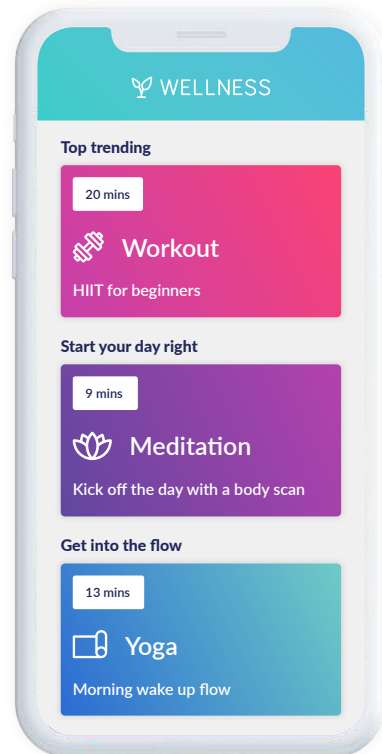 WELLNESS
Top trending
20 mins
Workout
HIIT for beginners
Start your day right
9 mins
Meditation
Kick off the day with a body scan
Get into the flow
13 mins
Yoga
Morning wake up flow